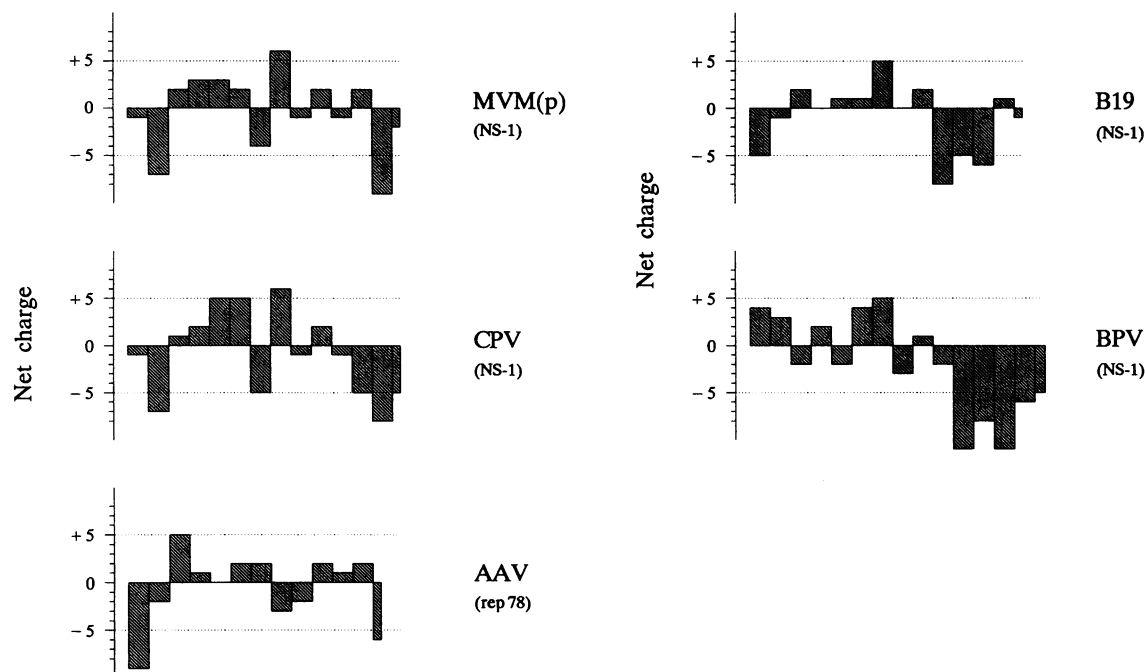 Net charge
+ 5
0
− 5
MVM(p)
(NS-1)
+ 5
0
− 5
CPV
(NS-1)
+ 5
0
− 5
AAV
(rep 78)
Net charge
+ 5
0
− 5
B19
(NS-1)
+ 5
0
− 5
BPV
(NS-1)